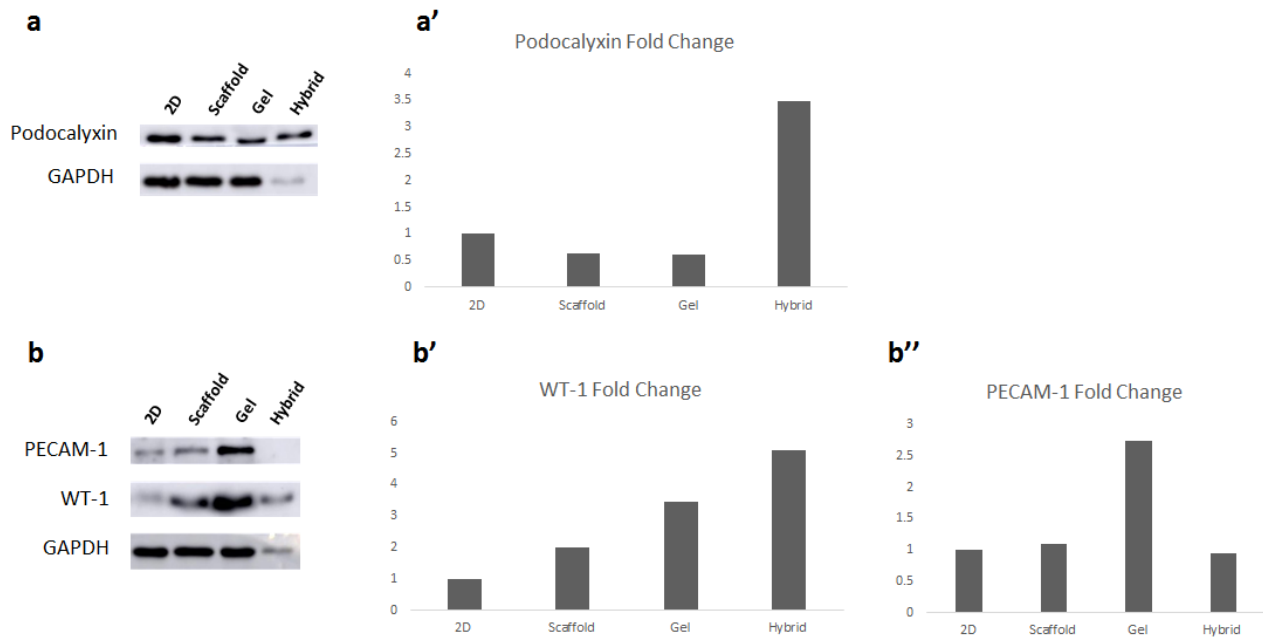 a
2D Scaffold Gel Hybrid
Podocalyxin
GAPDH
a’
Podocalyxin Fold Change
4
3.5
3
2.5
2
1.5
1
0.5
0
2D Scaffold Gel Hybrid
b
2D Scaffold Gel Hybrid
PECAM-1
WT-1
GAPDH
b’
WT-1 Fold Change
6
5
4
3
2
1
0
2D Scaffold Gel Hybrid
b’’
PECAM-1 Fold Change
3
2.5
2
1.5
1
0.5
0
2D Scaffold Gel Hybrid